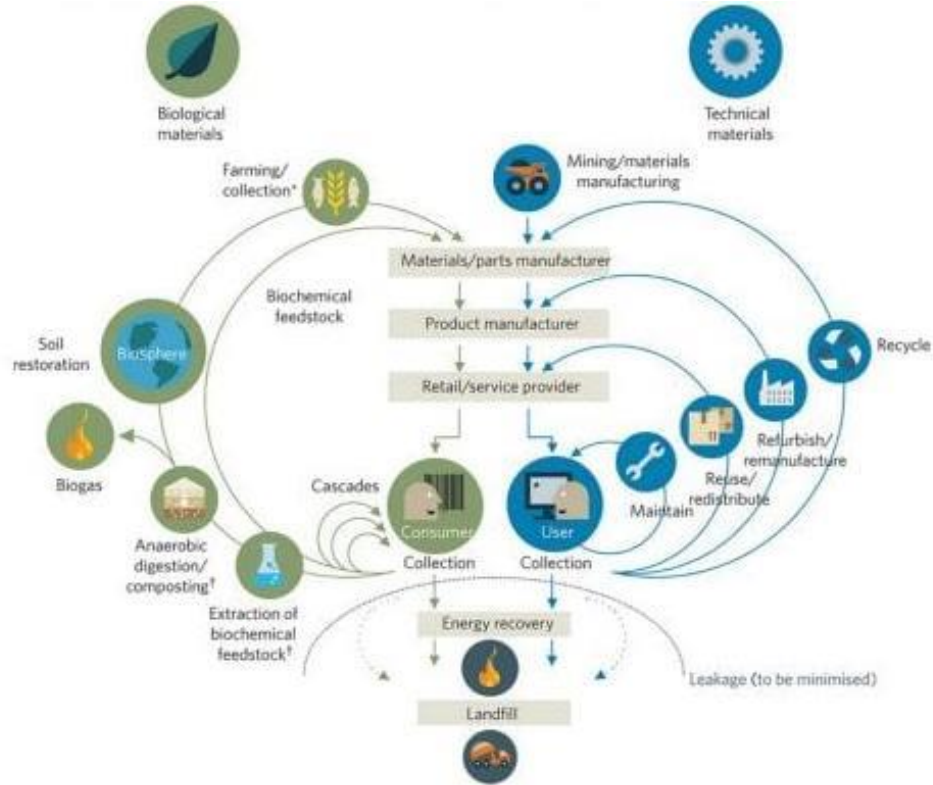 Biological
materials
Technical
materials
Farming/
collection*
Mining/materials
manufacturing
Materials/parts manufacturer
Biochemical
feedstock
Product manufacturer
Soil
restoration
Biosphere
Recycle
Retail/service provider
Refurbish/
remanufacture
Reuse/
redistribute
Maintain
Biogas
Cascades
Consumer
User
Anaerobic
digestion/
composting†
Collection
Collection
Extraction of
biochemical
feedstock†
Energy recovery
Leakage (to be minimised)
Landfill